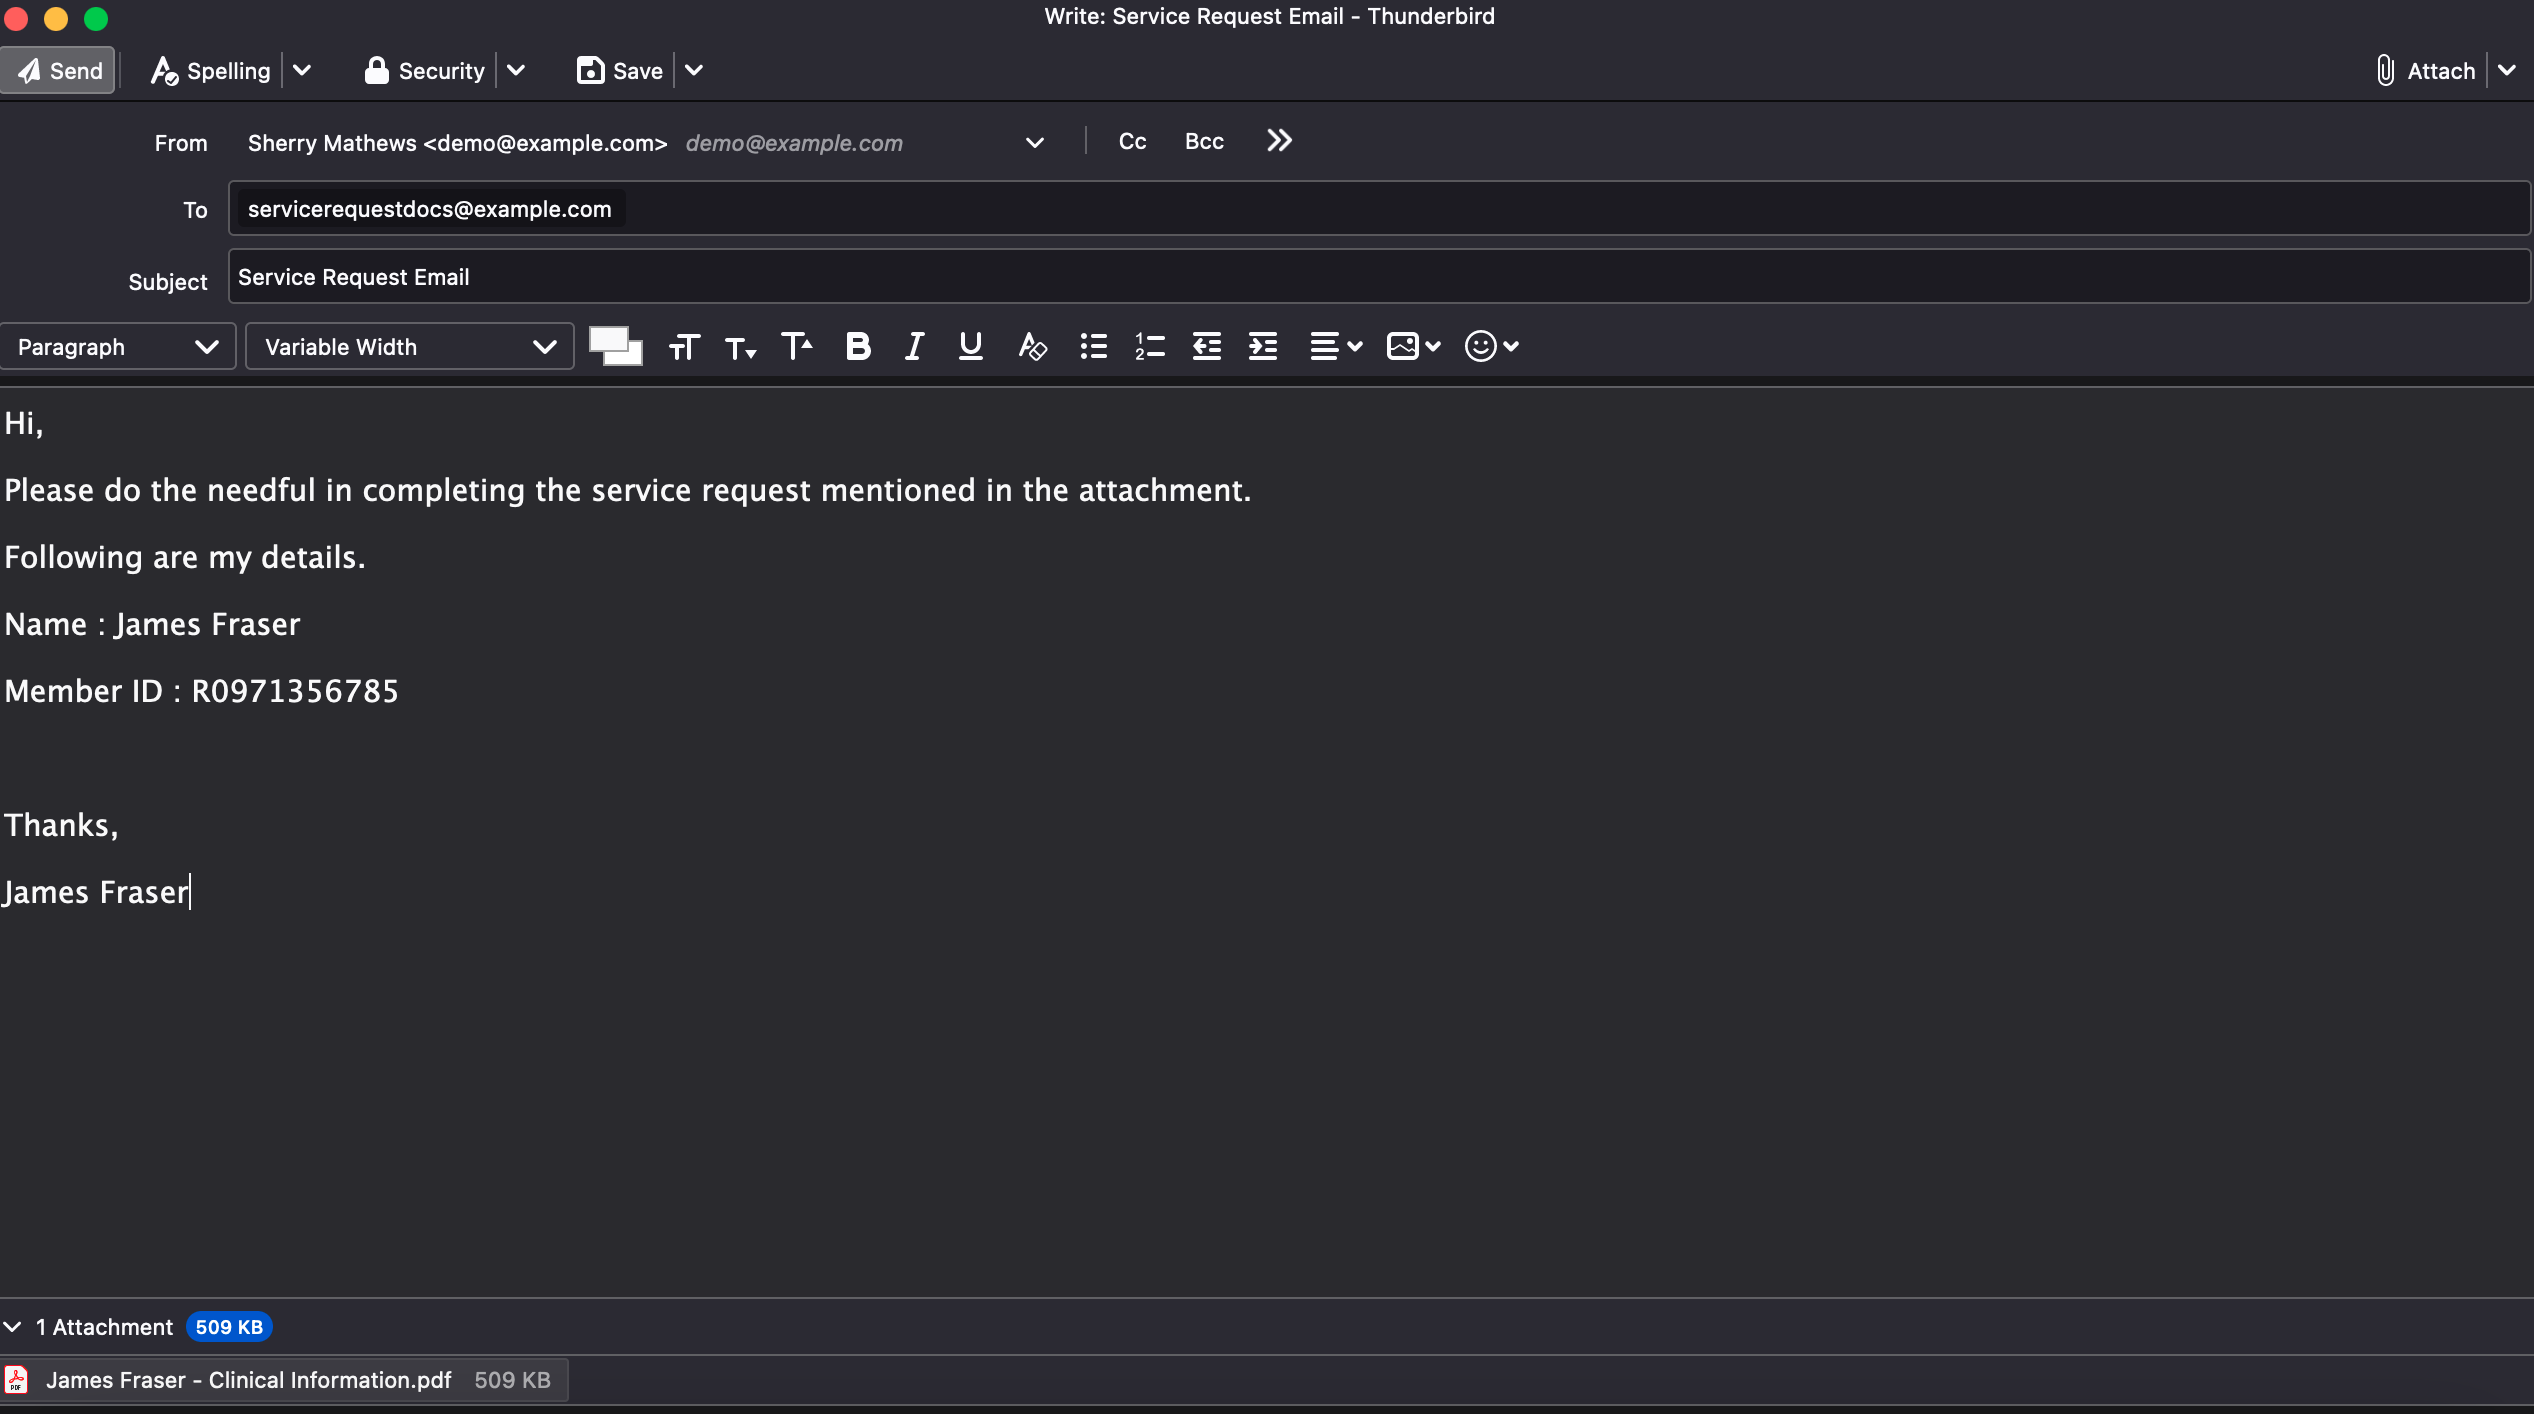 Write: Service Request Email - Thunderbird
Send Spelling Security Save Attach
From Sherry Mathews <demo@example.com> demo@example.com Cc Bcc
To servicerequestdocs@example.com
Subject Service Request Email
Paragraph Variable Width
Hi,
Please do the needful in completing the service request mentioned in the attachment.
Following are my details.
Name : James Fraser
Member ID : R0971356785
Thanks,
James Fraser
1 Attachment 509 KB
James Fraser - Clinical Information.pdf 509 KB